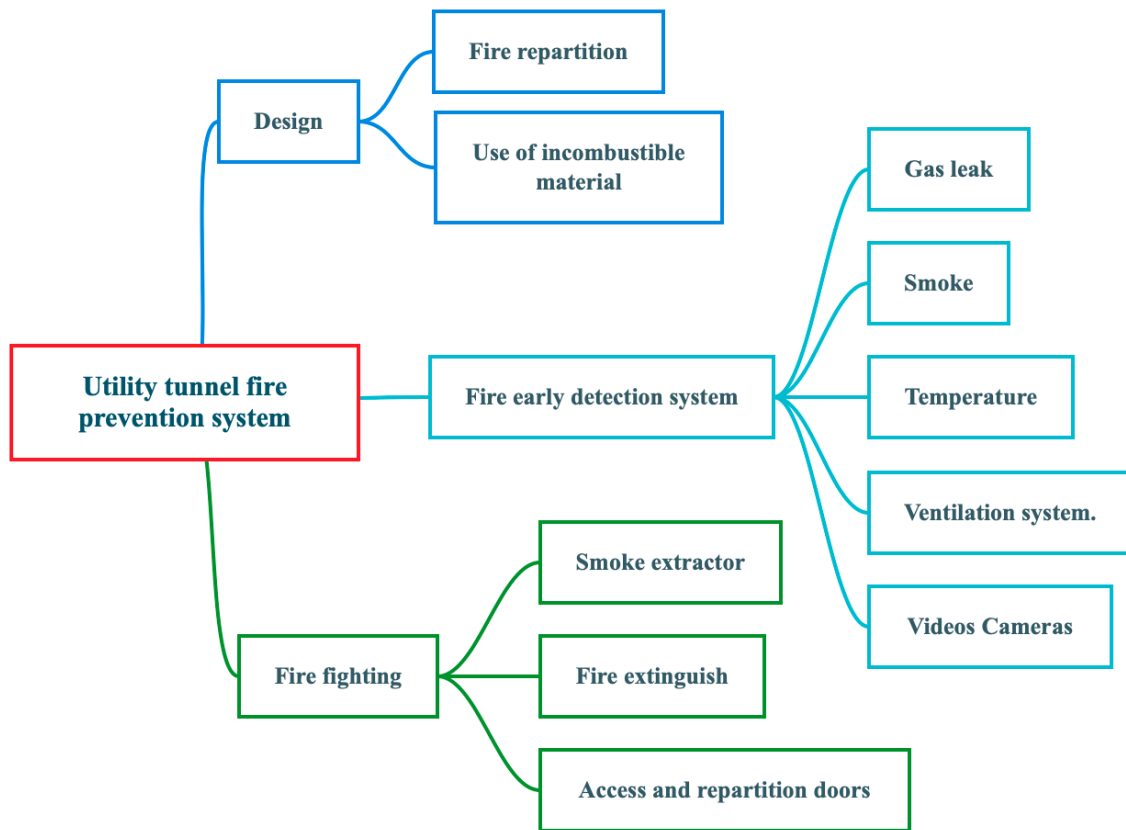 Fire repartition
Design
Use of incombustible
material
Gas leak
Smoke
Utility tunnel fire
prevention system
Fire early detection system
Temperature
Ventilation system.
Videos Cameras
Smoke extractor
Fire fighting
Fire extinguish
Access and repartition doors